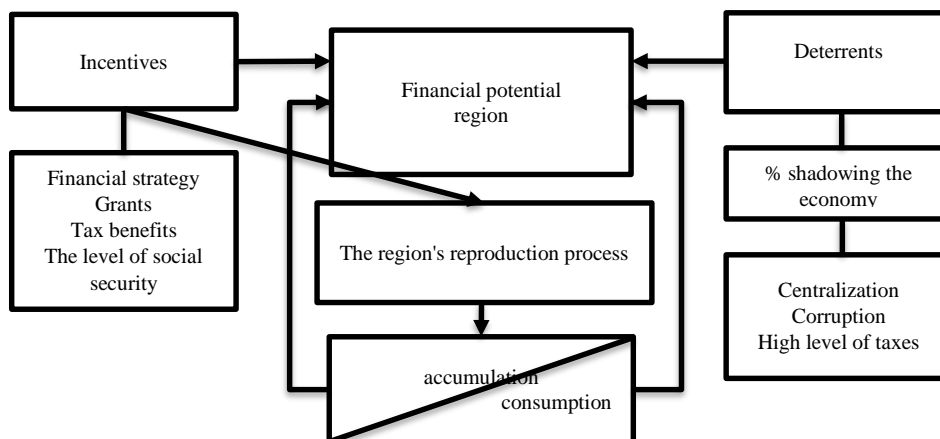 Incentives
Financial potential
region
Deterrents
Financial strategy
Grants
Tax benefits
The level of social
security
% shadowing the
economy
The region's reproduction process
Centralization
Corruption
High level of taxes
accumulation
consumption